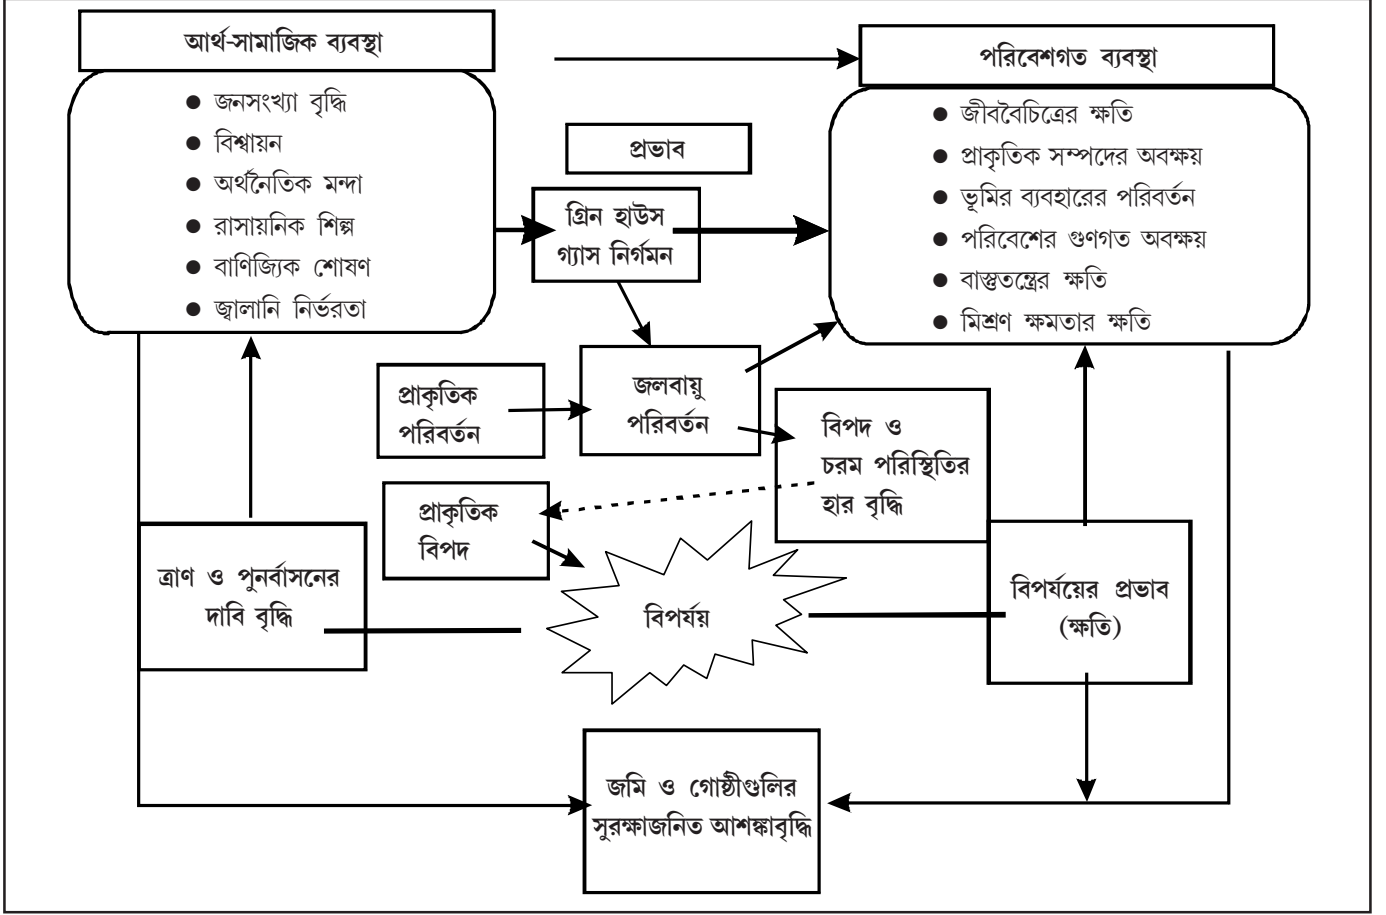 আর্থ-সামাজিক ব্যবস্থা
● জনসংখ্যা বৃদ্ধি
● বিশ্বায়ন
● অর্থনৈতিক মন্দা
● রাসায়নিক শিল্প
● বাণিজ্যিক শোষণ
● জ্বালানি নির্ভরতা
পরিবেশগত ব্যবস্থা
● জীববৈচিত্রের ক্ষতি
● প্রাকৃতিক সম্পদের অবক্ষয়
● ভূমির ব্যবহারের পরিবর্তন
● পরিবেশের গুণগত অবক্ষয়
● বাস্তুতন্ত্রের ক্ষতি
● মিশ্রণ ক্ষমতার ক্ষতি
প্রভাব
গ্রিন হাউস
গ্যাস নির্গমন
প্রাকৃতিক
পরিবর্তন
জলবায়ু
পরিবর্তন
বিপদ ও
চরম পরিস্থিতির
হার বৃদ্ধি
প্রাকৃতিক
বিপদ
ত্রাণ ও পুনর্বাসনের
দাবি বৃদ্ধি
বিপর্যয়
বিপর্যয়ের প্রভাব
(ক্ষতি)
জমি ও গোষ্ঠীগুলির
সুরক্ষাজনিত আশঙ্কাবৃদ্ধি